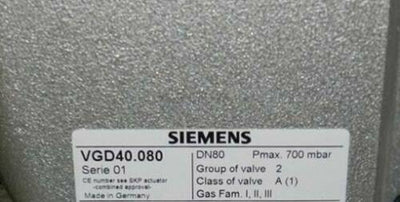 SIEMENS
VGD40.080 DN80 Pmax. 700 mbar
Serie 01 Group of valve 2
CE number see SKP actuator Class of valve A (1)
-combined approval- Gas Fam. I, II, III
Made in Germany